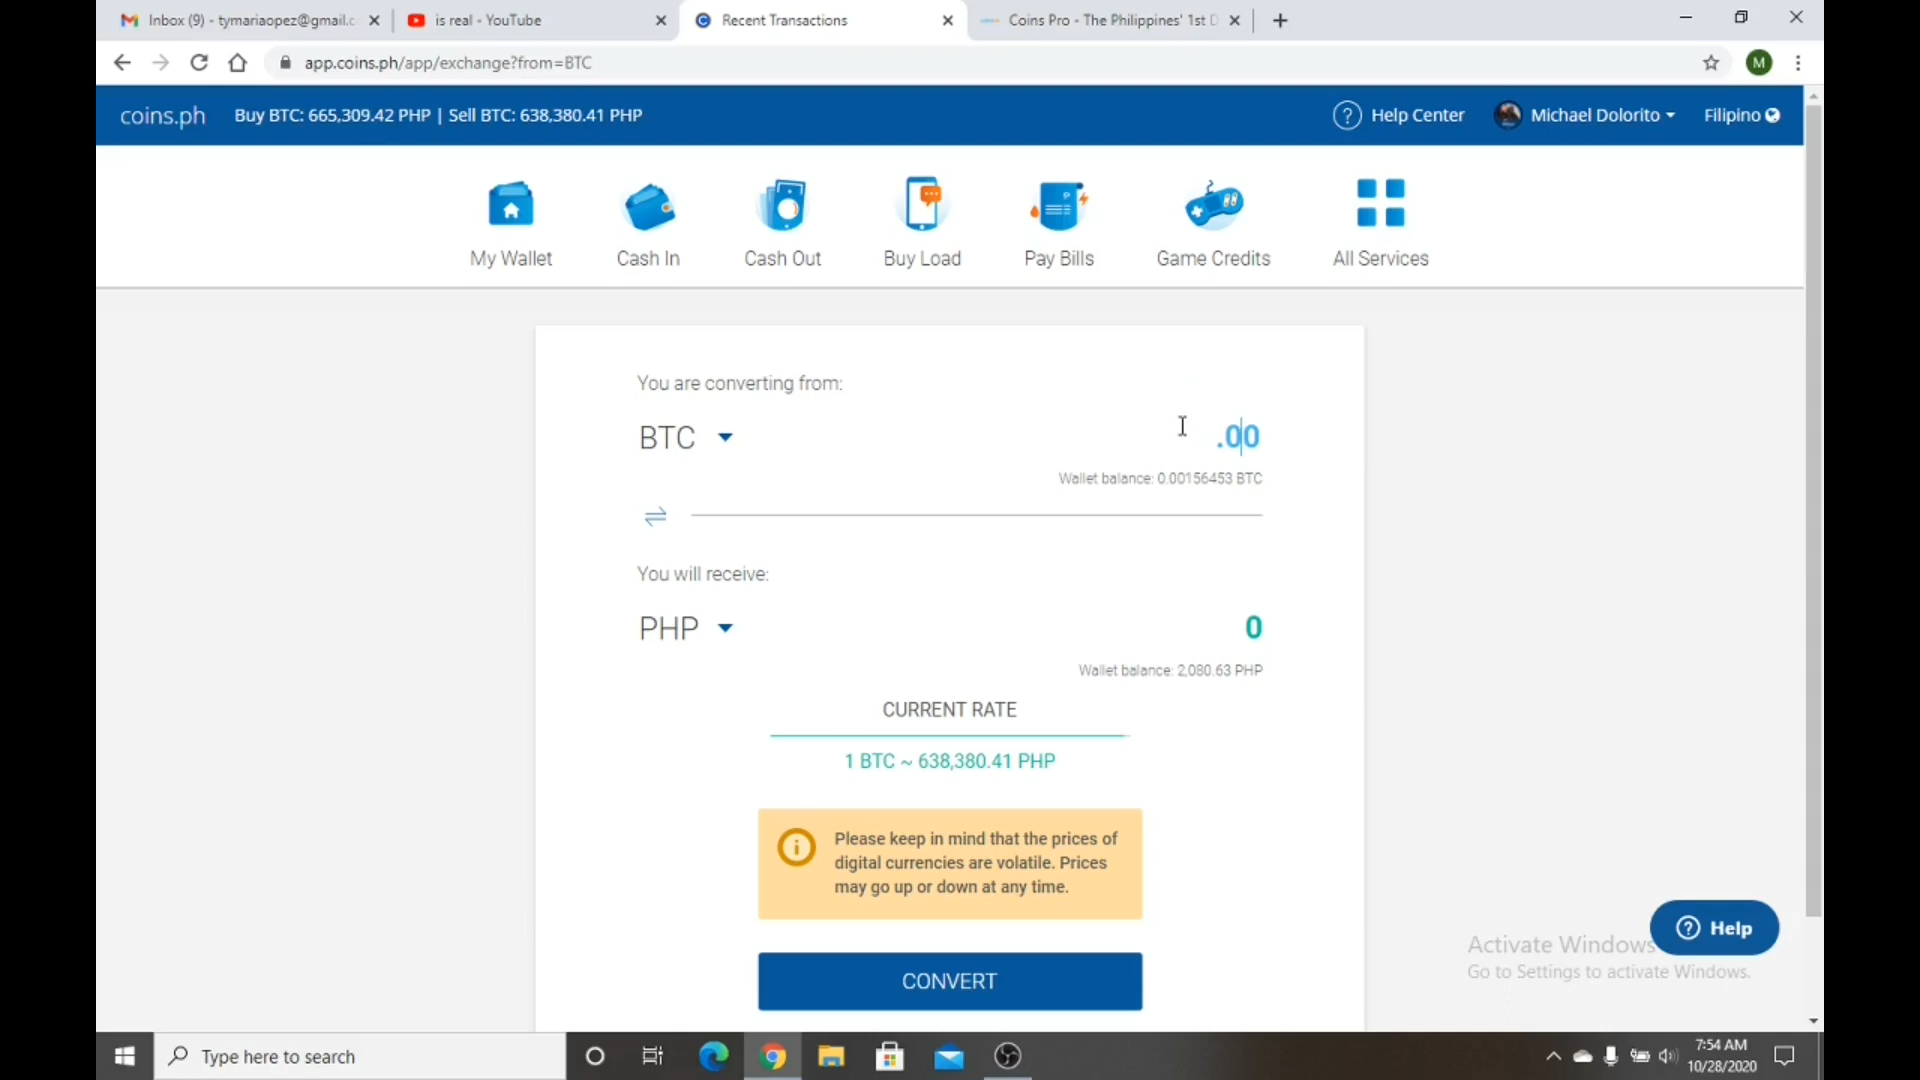 Inbox (9) - tymariaopez@gmail.c
is real - YouTube
Recent Transactions
Coins Pro - The Philippines' 1st D
app.coins.ph/app/exchange?from=BTC
M
coins.ph
Buy BTC: 665,309.42 PHP | Sell BTC: 638,380.41 PHP
Help Center
Michael Dolorito
Filipino
My Wallet
Cash In
Cash Out
Buy Load
Pay Bills
Game Credits
All Services
You are converting from:
BTC
.00
Wallet balance: 0.00156453 BTC
You will receive:
PHP
0
Wallet balance: 2,080.63 PHP
CURRENT RATE
1 BTC ~ 638,380.41 PHP
Please keep in mind that the prices of
digital currencies are volatile. Prices
may go up or down at any time.
CONVERT
Help
Activate Windows
Go to Settings to activate Windows.
Type here to search
7:54 AM
10/28/2020